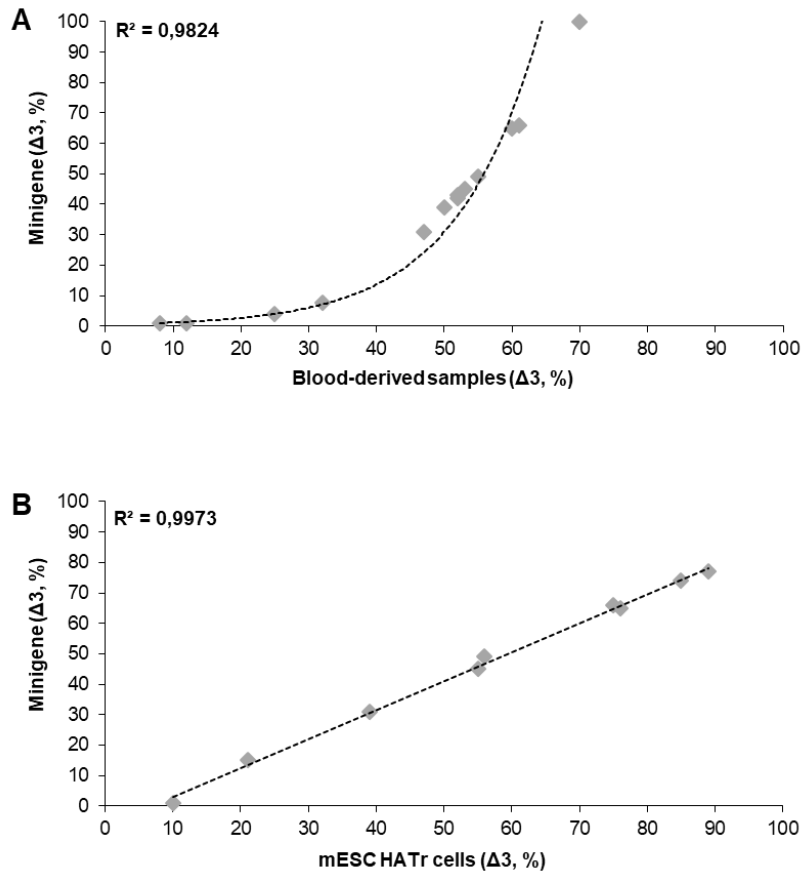 A
R² = 0,9824
100
90
80
70
60
50
40
30
20
10
0
Minigene (Δ3, %)
0 10 20 30 40 50 60 70 80 90 100
Blood-derived samples (Δ3, %)
B
R² = 0,9973
100
90
80
70
60
50
40
30
20
10
0
Minigene (Δ3, %)
0 10 20 30 40 50 60 70 80 90 100
mESC HATr cells (Δ3, %)